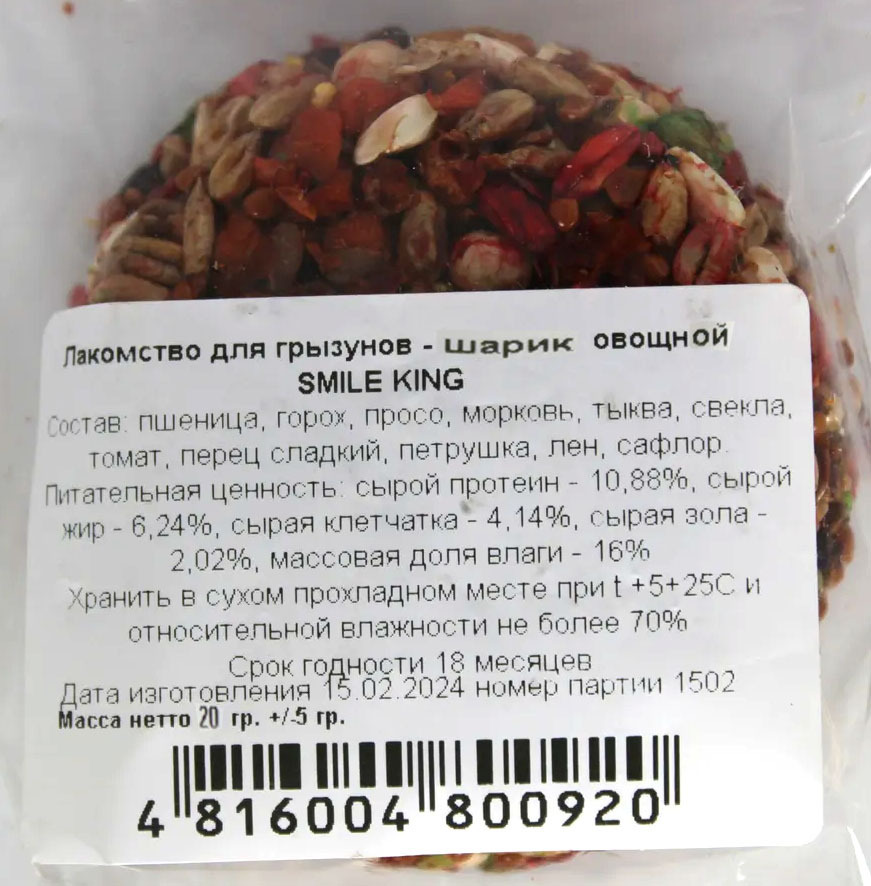 Лакомство для грызунов - шарик овощной
SMILE KING
Состав: пшеница, горох, просо, морковь, тыква, свекла,
томат, перец сладкий, петрушка, лен, сафлор.
Питательная ценность: сырой протеин - 10,88%, сырой
жир - 6,24%, сырая клетчатка - 4,14%, сырая зола -
2,02%, массовая доля влаги - 16%
Хранить в сухом прохладном месте при t +5+25С и
относительной влажности не более 70%
Срок годности 18 месяцев
Дата изготовления 15.02.2024 номер партии 1502
Масса нетто 20 гр. +/-5 гр.
4 816004 800920